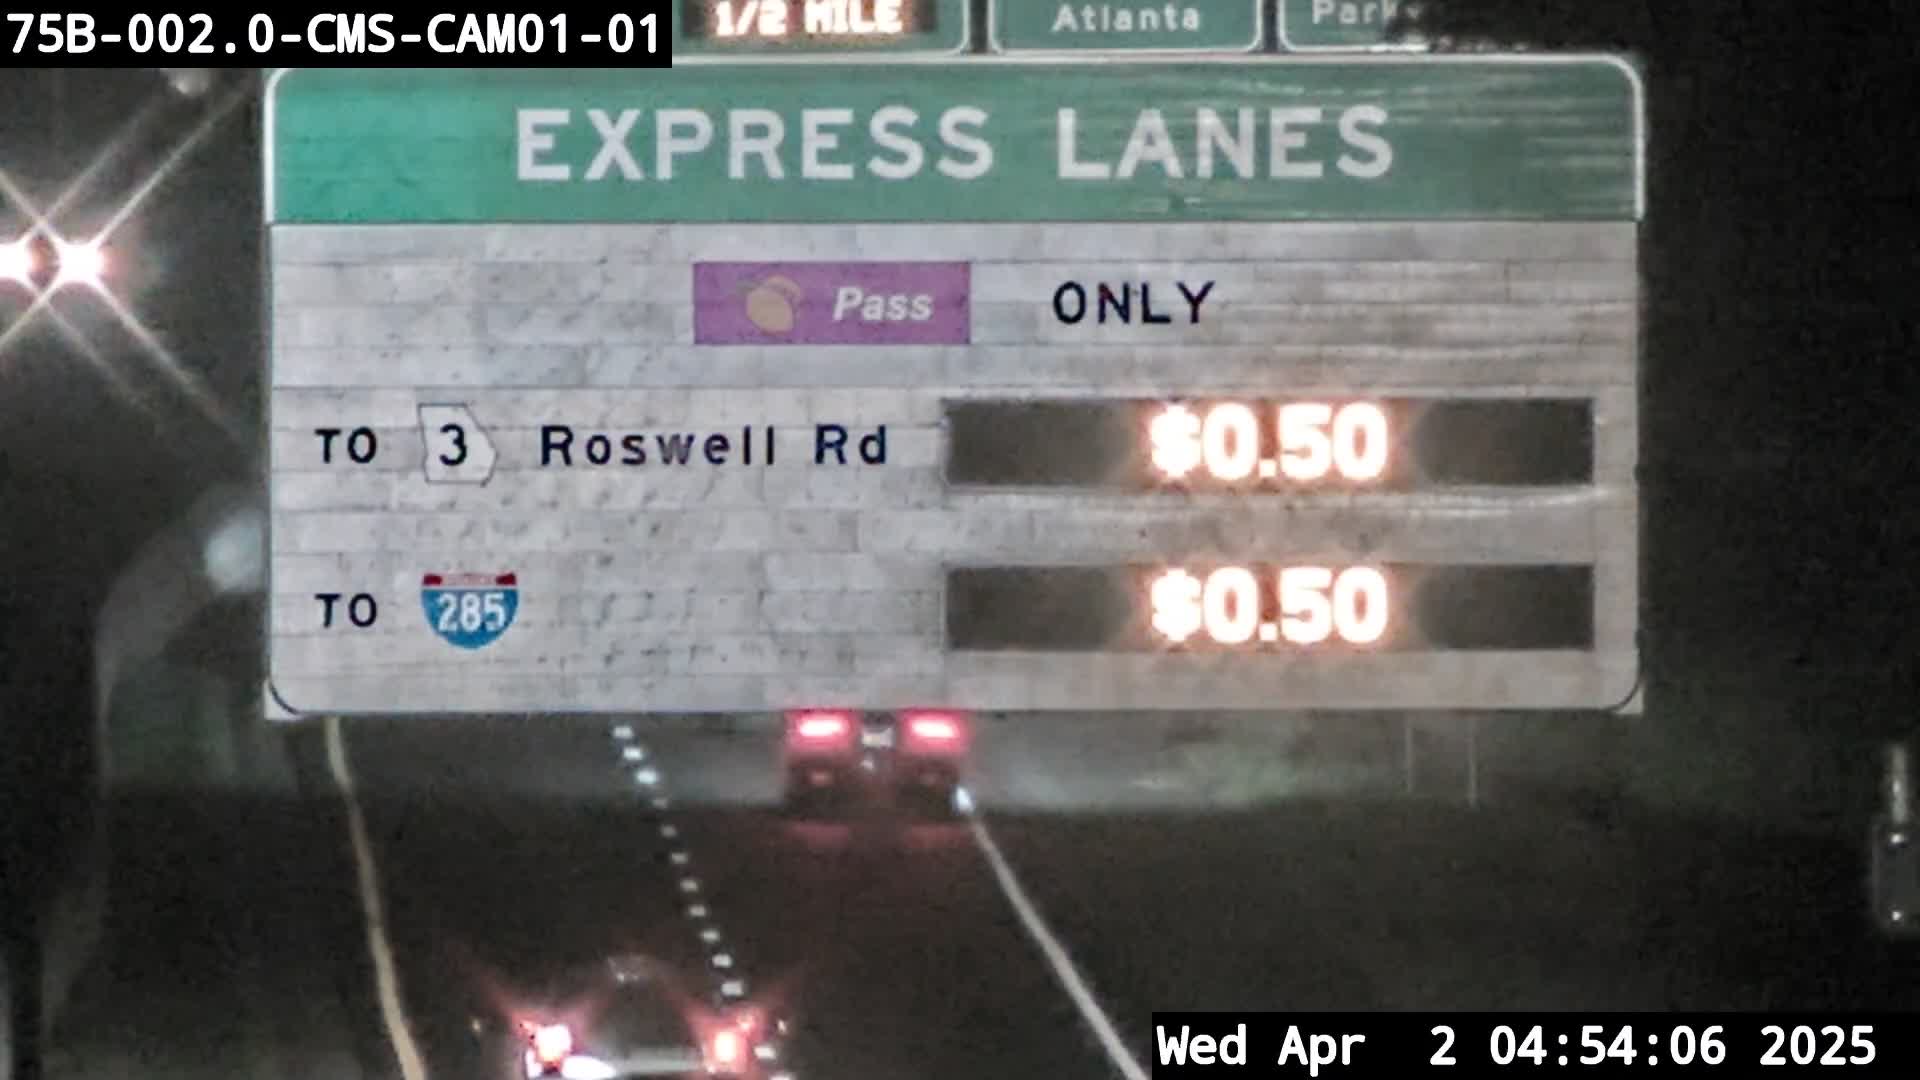 75B-002.0-CMS-CAM01-01
1/2 MILE
Atlanta
EXPRESS LANES
Pass ONLY
TO 3 Roswell Rd $0.50
TO 285 $0.50
Wed Apr 2 04:54:06 2025